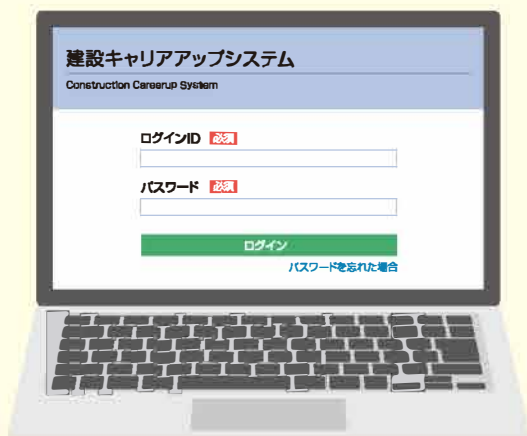 建設キャリアアップシステム
Construction Careerup System
ログインID 必須
パスワード 必須
ログイン
パスワードを忘れた場合